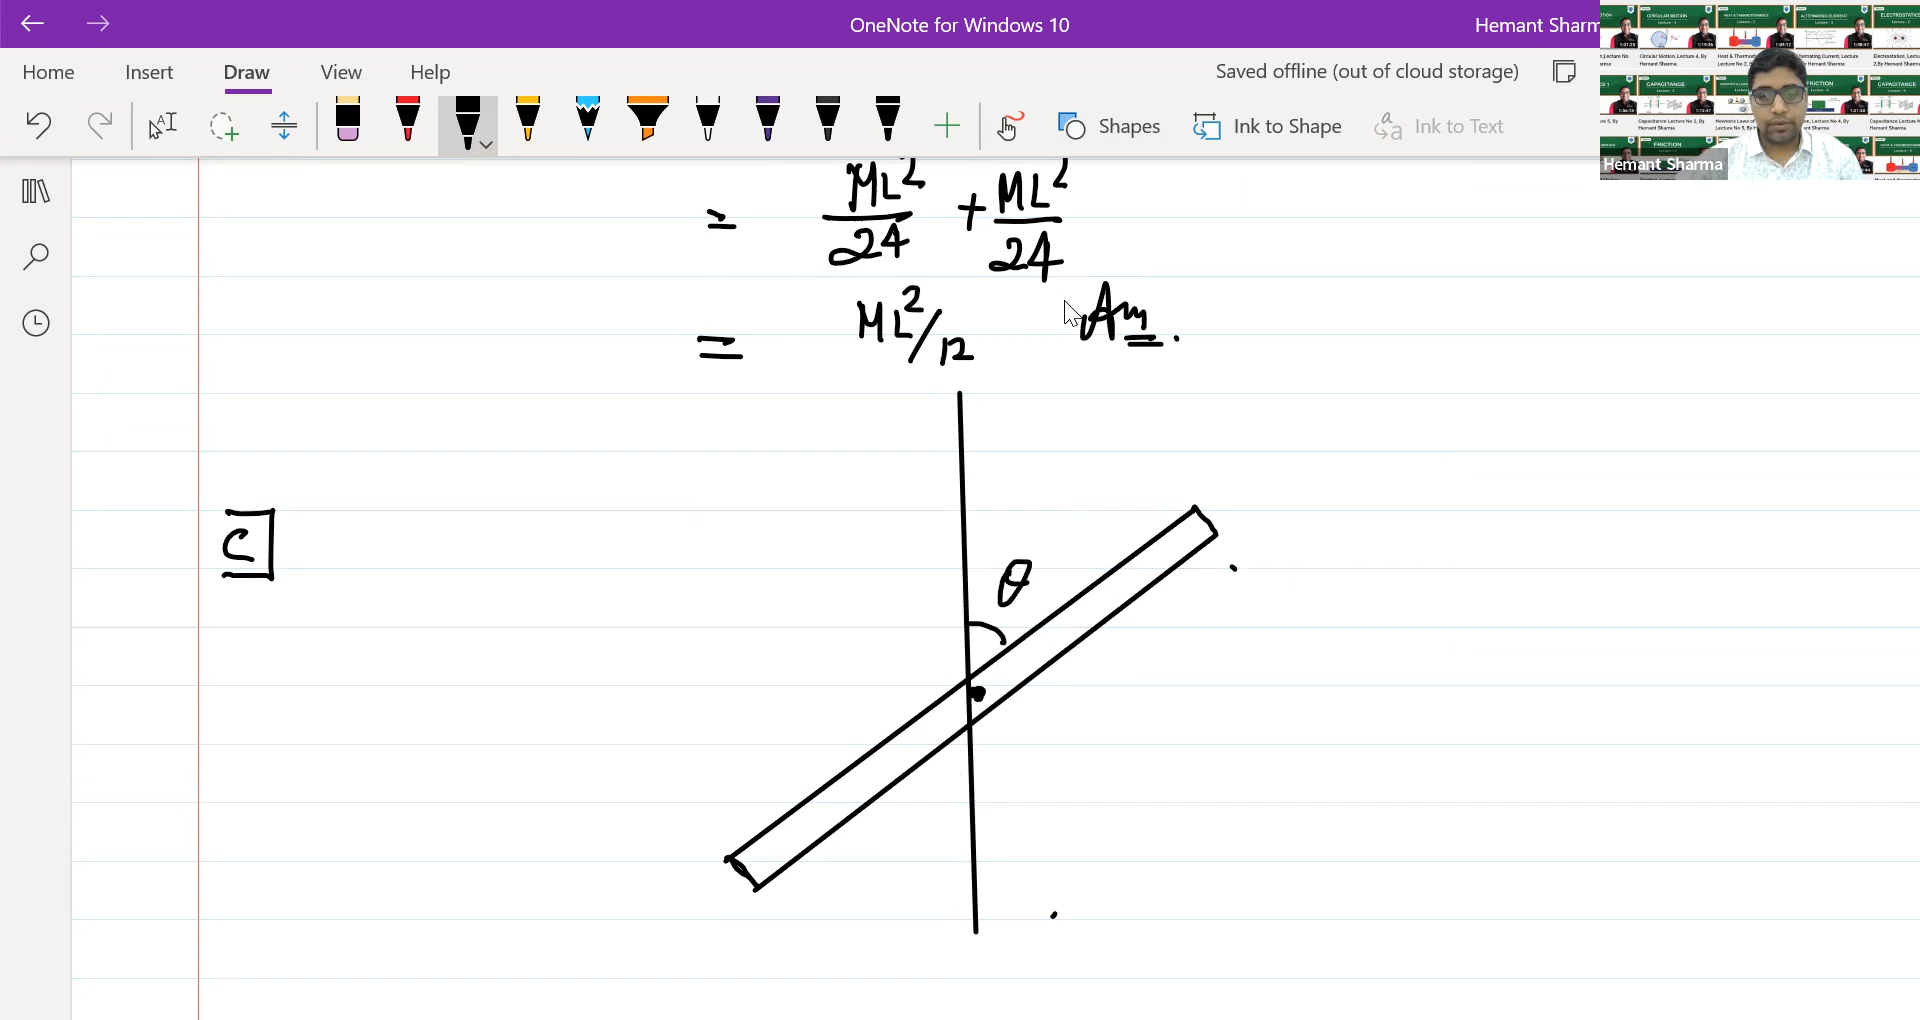 OneNote for Windows 10
Hemant Sharm
Home Insert Draw View Help
Saved offline (out of cloud storage)
Shapes Ink to Shape Ink to Text
Hemant Sharma
= ML²/24 + ML²/24
= ML²/12 Ans.
C
θ